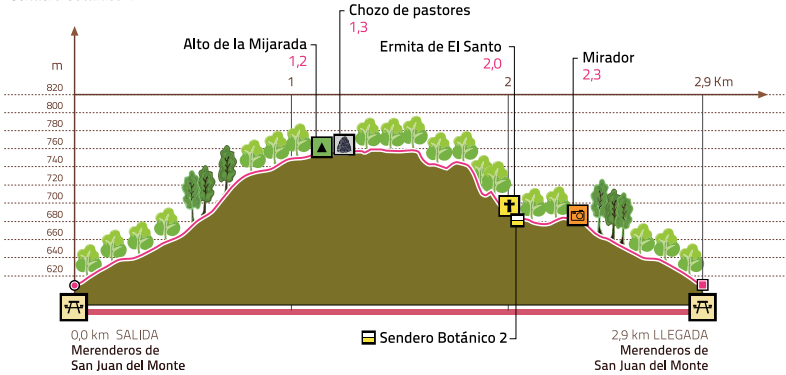 Chozo de pastores
1,3
Alto de la Mijarada
1,2
Ermita de El Santo
2,0
Mirador
2,3
m
1
2
2,9 Km
820
800
780
760
740
720
700
680
660
640
620
Sendero Botánico 2
0,0 km SALIDA
Merenderos de
San Juan del Monte
2,9 km LLEGADA
Merenderos de
San Juan del Monte